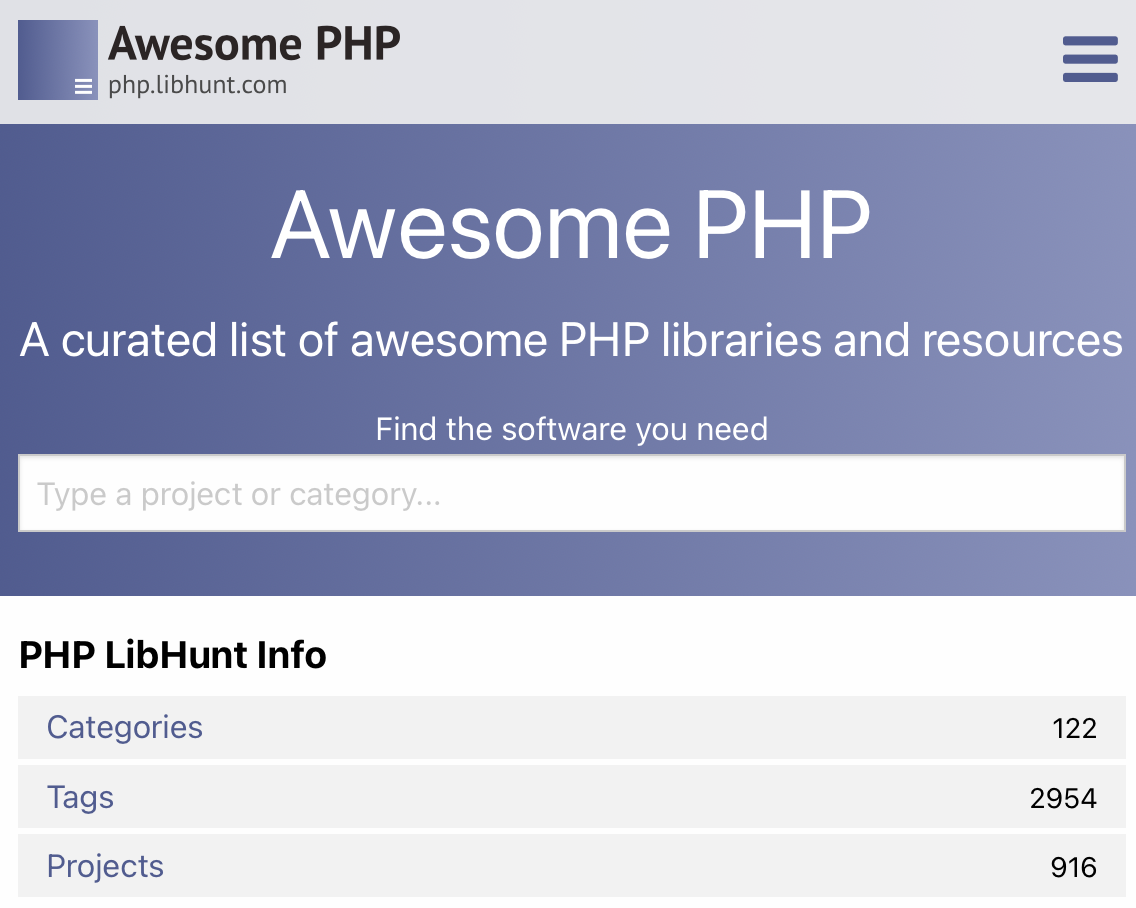 Awesome PHP
php.libhunt.com
Awesome PHP
A curated list of awesome PHP libraries and resources
Find the software you need
Type a project or category...
PHP LibHunt Info
Categories 122
Tags 2954
Projects 916